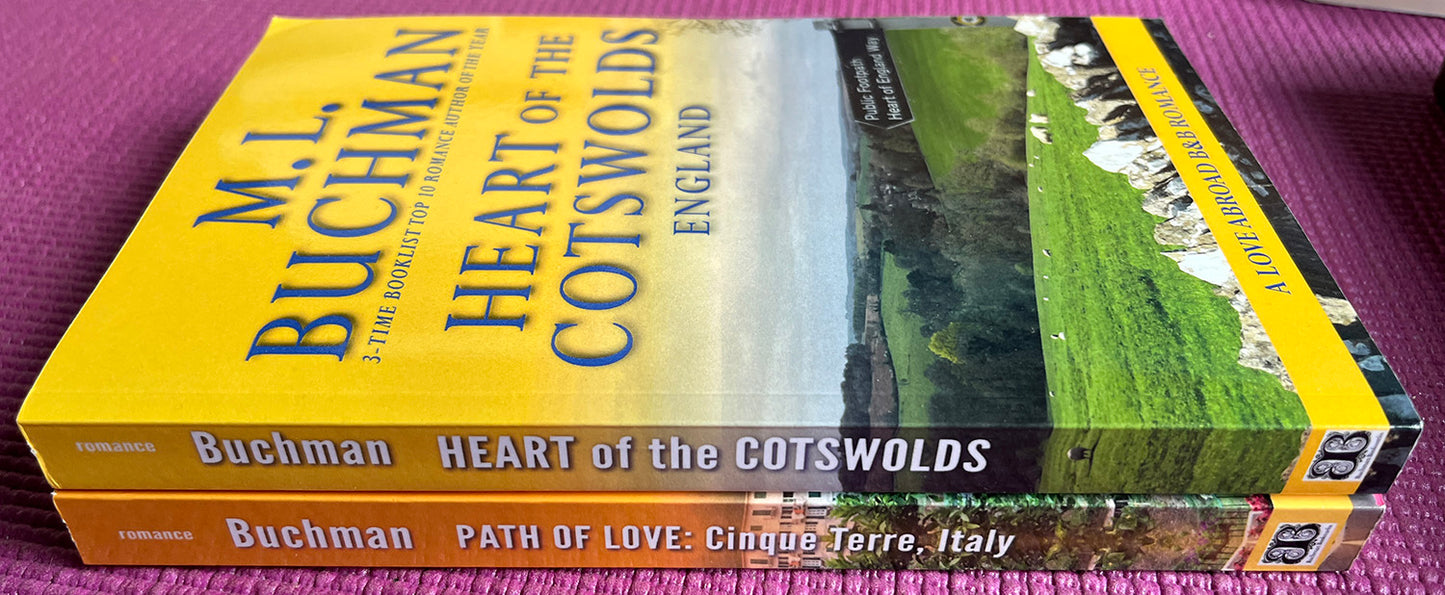 M.L.
BUCHMAN
3-TIME BOOKLIST TOP 10 ROMANCE AUTHOR OF THE YEAR
HEART OF THE
COTSWOLDS
ENGLAND
Public Footpath
Heart of England Way
A LOVE ABROAD B&B ROMANCE
romance Buchman HEART of the COTSWOLDS
romance Buchman PATH OF LOVE: Cinque Terre, Italy